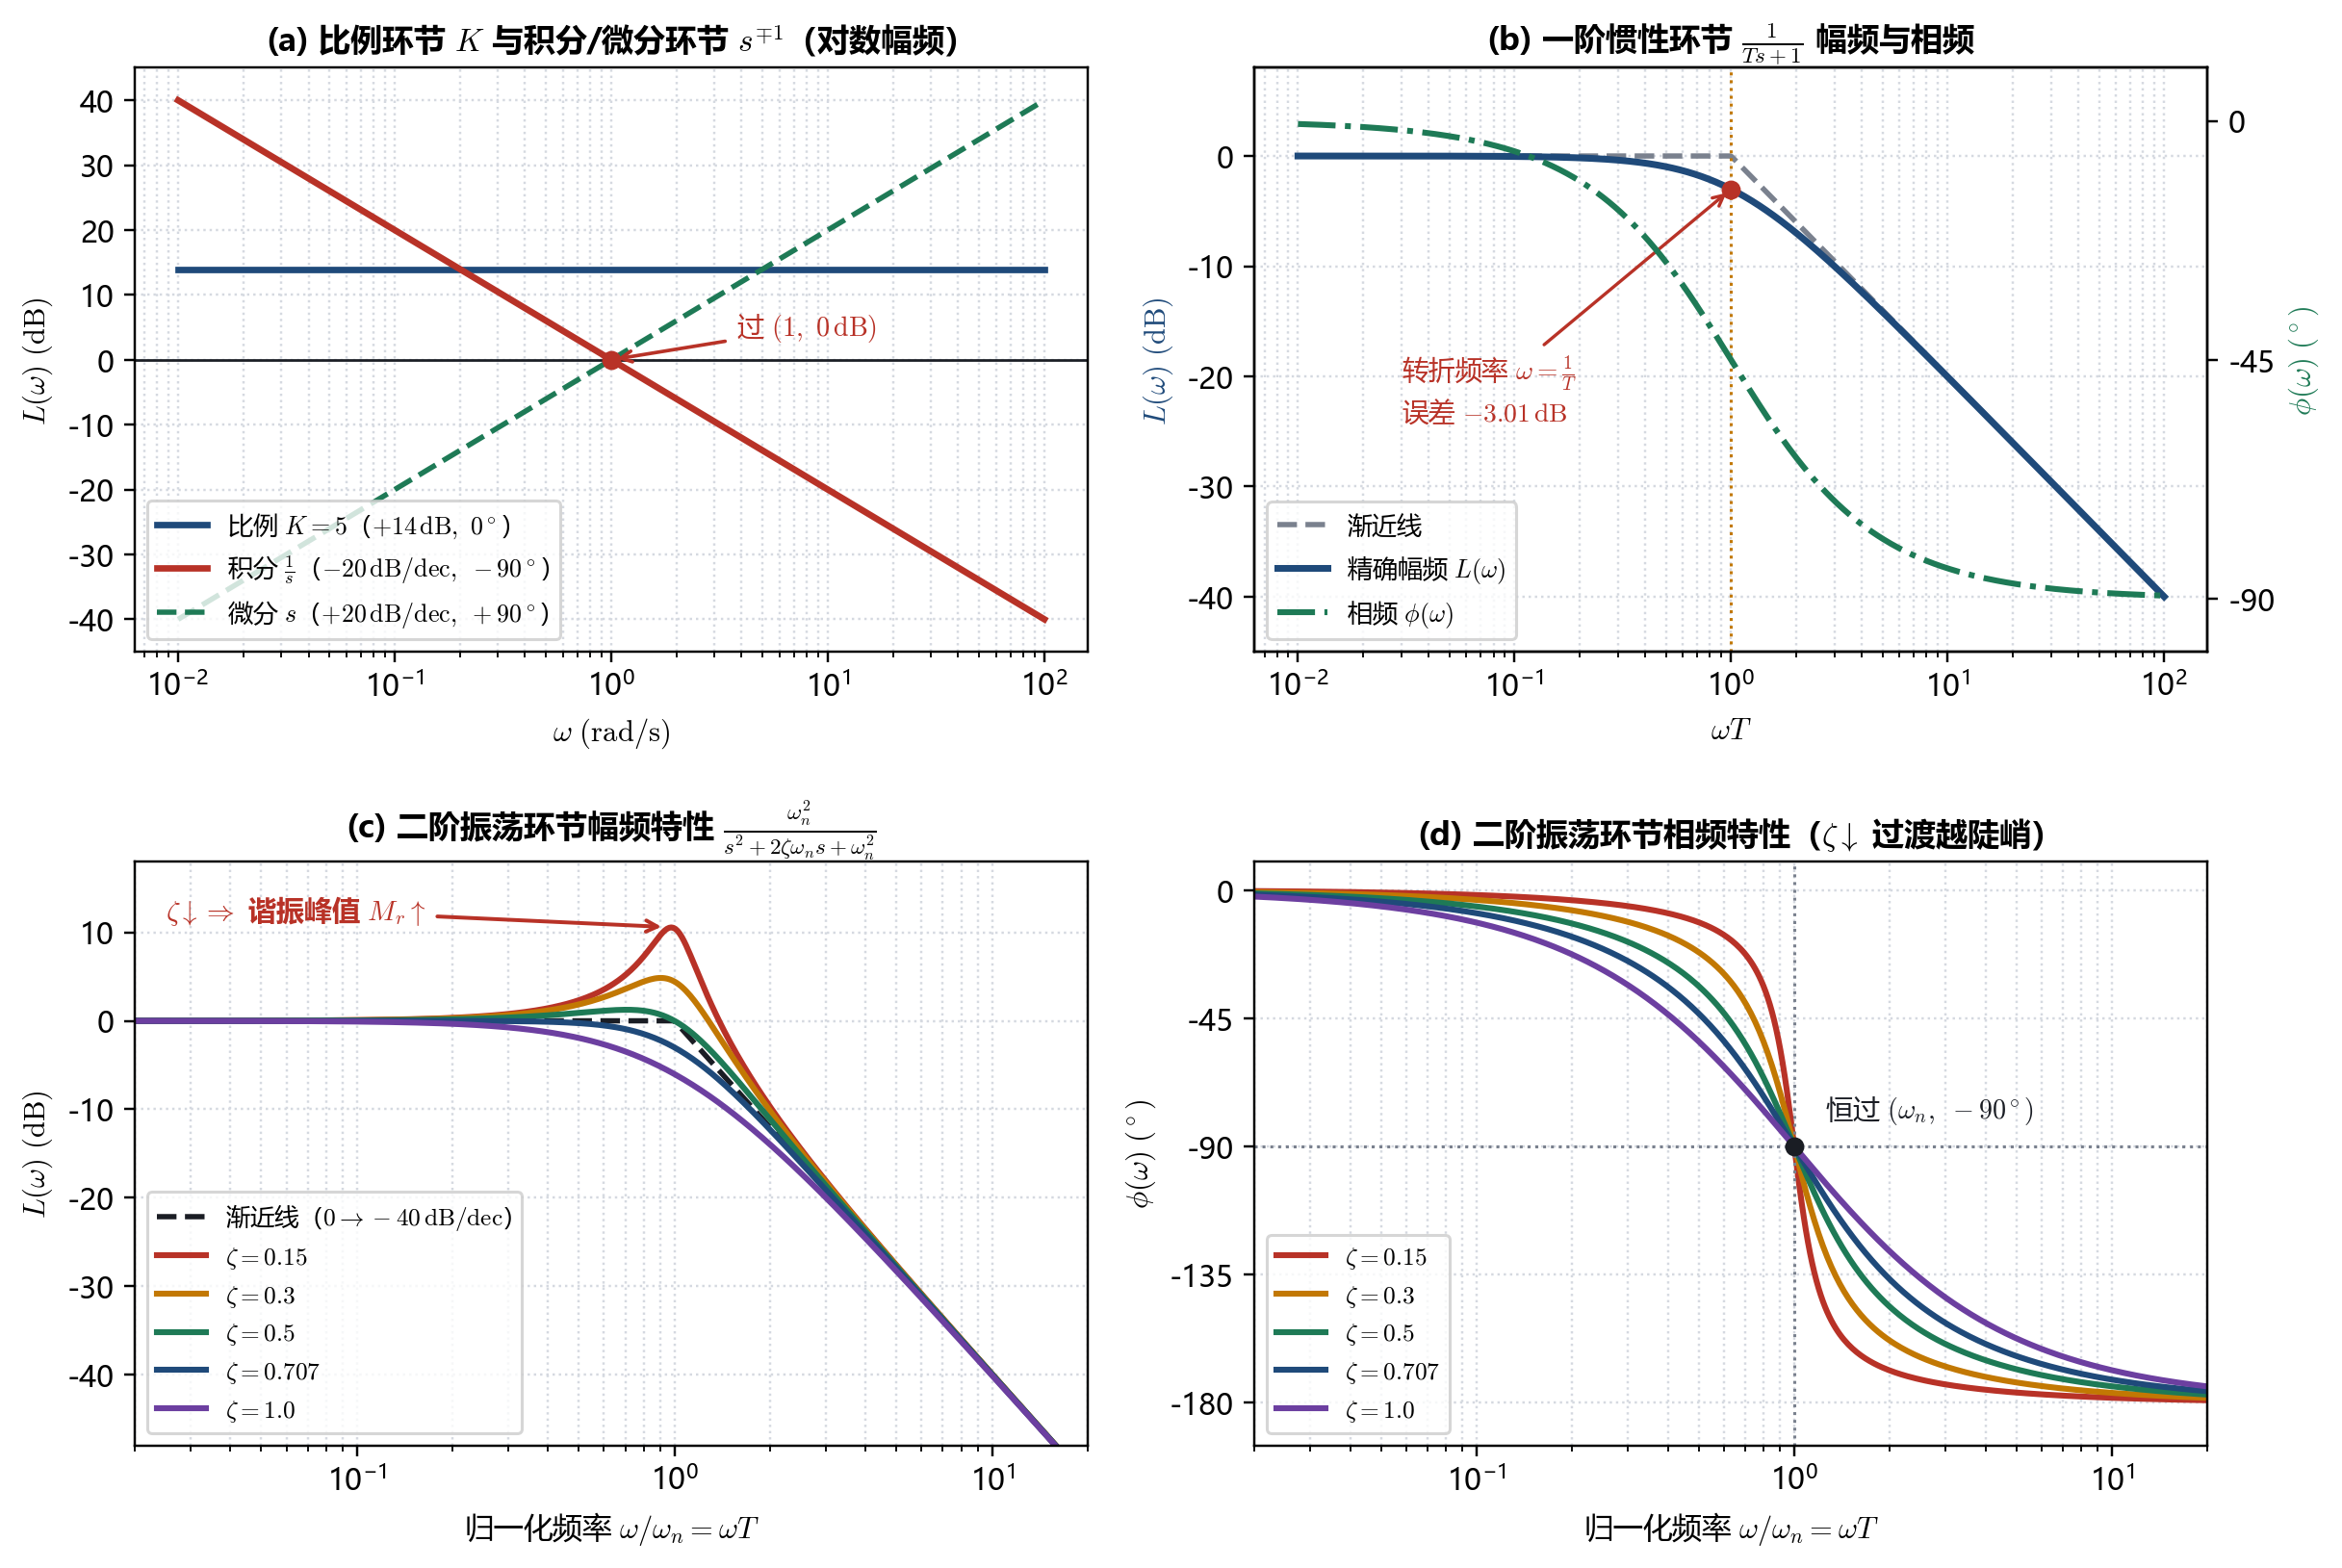 (a) 比例环节 K 与积分/微分环节 s^∓1（对数幅频）
40
30
20
10
0
-10
-20
-30
-40
L(ω) (dB)
过 (1, 0 dB)
比例 K=5（+14 dB, 0°）
积分 1/s（−20 dB/dec, −90°）
微分 s（+20 dB/dec, +90°）
10⁻² 10⁻¹ 10⁰ 10¹ 10²
ω (rad/s)
(b) 一阶惯性环节 1/(Ts+1) 幅频与相频
0
-10
-20
-30
-40
L(ω) (dB)
0
-45
-90
ϕ(ω) (°)
转折频率 ω=1/T
误差 −3.01 dB
渐近线
精确幅频 L(ω)
相频 ϕ(ω)
10⁻² 10⁻¹ 10⁰ 10¹ 10²
ωT
(c) 二阶振荡环节幅频特性 ω_n²/(s²+2ζω_n s+ω_n²)
10
0
-10
-20
-30
-40
L(ω) (dB)
ζ↓ ⇒ 谐振峰值 M_r↑
渐近线（0→−40 dB/dec）
ζ=0.15
ζ=0.3
ζ=0.5
ζ=0.707
ζ=1.0
10⁻¹ 10⁰ 10¹
归一化频率 ω/ω_n=ωT
(d) 二阶振荡环节相频特性（ζ↓ 过渡越陡峭）
0
-45
-90
-135
-180
ϕ(ω) (°)
恒过 (ω_n, −90°)
ζ=0.15
ζ=0.3
ζ=0.5
ζ=0.707
ζ=1.0
10⁻¹ 10⁰ 10¹
归一化频率 ω/ω_n=ωT